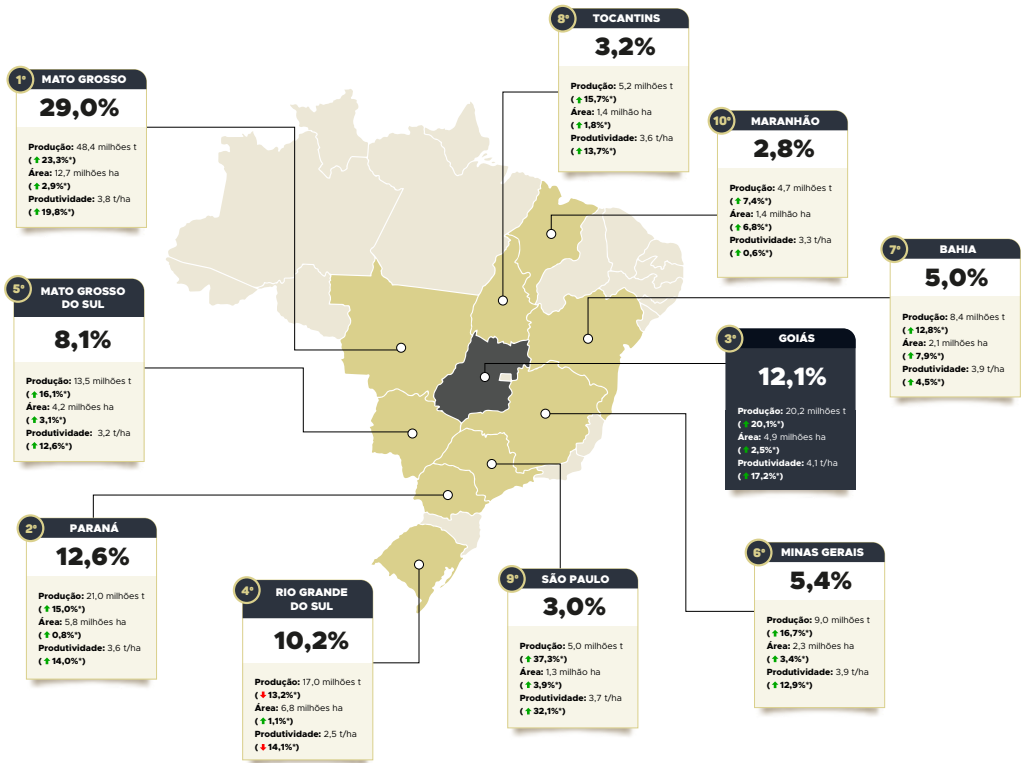 1º MATO GROSSO
29,0%
Produção: 48,4 milhões t
(⬆23,3%*)
Área: 12,7 milhões ha
(⬆2,9%*)
Produtividade: 3,8 t/ha
(⬆19,8%*)
8º TOCANTINS
3,2%
Produção: 5,2 milhões t
(⬆15,7%*)
Área: 1,4 milhão ha
(⬆1,8%*)
Produtividade: 3,6 t/ha
(⬆13,7%*)
10º MARANHÃO
2,8%
Produção: 4,7 milhões t
(⬆7,4%*)
Área: 1,4 milhão ha
(⬆6,8%*)
Produtividade: 3,3 t/ha
(⬆0,6%*)
7º BAHIA
5,0%
Produção: 8,4 milhões t
(⬆12,8%*)
Área: 2,1 milhões ha
(⬆7,9%*)
Produtividade: 3,9 t/ha
(⬆4,5%*)
5º MATO GROSSO
DO SUL
8,1%
Produção: 13,5 milhões t
(⬆16,1%*)
Área: 4,2 milhões ha
(⬆3,1%*)
Produtividade: 3,2 t/ha
(⬆12,6%*)
3º GOIÁS
12,1%
Produção: 20,2 milhões t
(⬆20,1%*)
Área: 4,9 milhões ha
(⬆2,5%*)
Produtividade: 4,1 t/ha
(⬆17,2%*)
2º PARANÁ
12,6%
Produção: 21,0 milhões t
(⬆15,0%*)
Área: 5,8 milhões ha
(⬆0,8%*)
Produtividade: 3,6 t/ha
(⬆14,0%*)
4º RIO GRANDE
DO SUL
10,2%
Produção: 17,0 milhões t
(⬇13,2%*)
Área: 6,8 milhões ha
(⬆1,1%*)
Produtividade: 2,5 t/ha
(⬇14,1%*)
9º SÃO PAULO
3,0%
Produção: 5,0 milhões t
(⬆37,3%*)
Área: 1,3 milhão ha
(⬆3,9%*)
Produtividade: 3,7 t/ha
(⬆32,1%*)
6º MINAS GERAIS
5,4%
Produção: 9,0 milhões t
(⬆16,7%*)
Área: 2,3 milhões ha
(⬆3,4%*)
Produtividade: 3,9 t/ha
(⬆12,9%*)